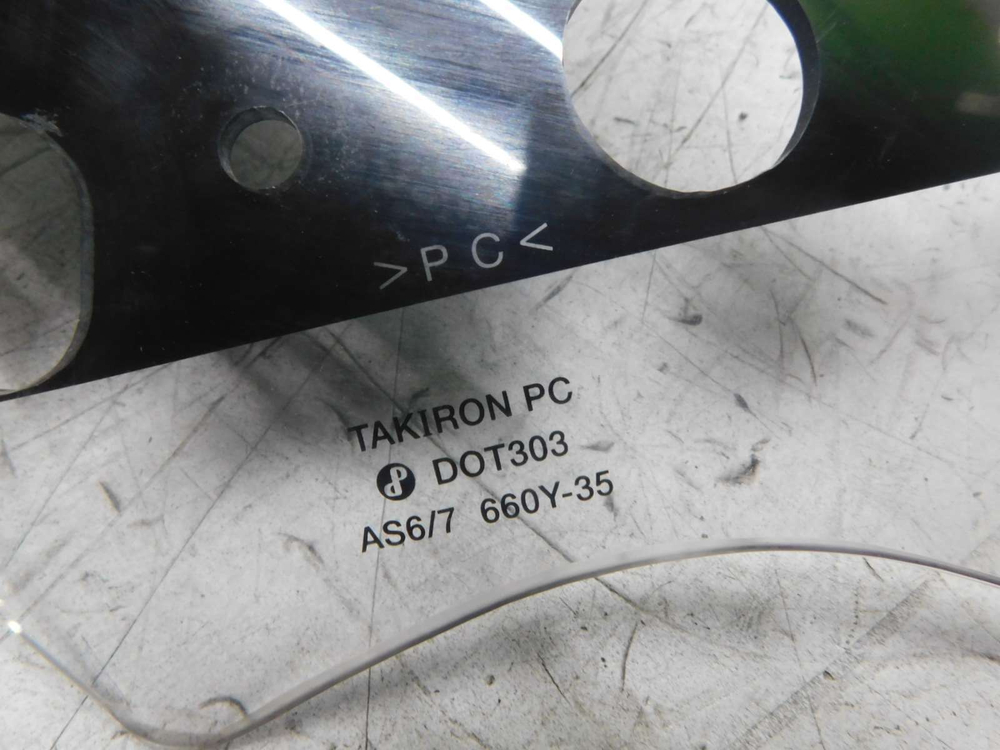 >PC<
TAKIRON PC
DOT303
AS6/7 660Y-35